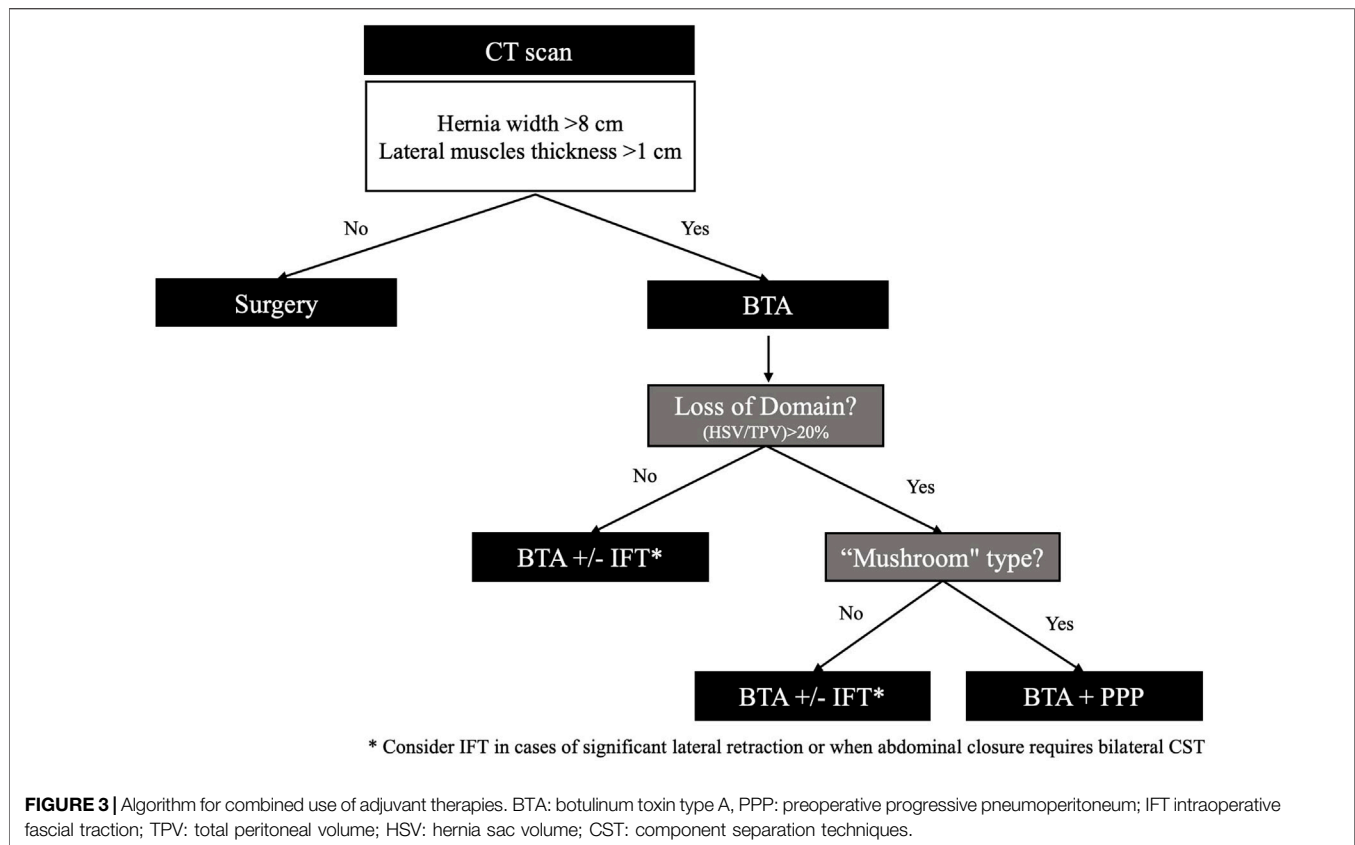 CT scan
Hernia width >8 cm
Lateral muscles thickness >1 cm
No
Yes
Surgery
BTA
Loss of Domain?
(HSV/TPV)>20%
No
Yes
BTA +/- IFT*
“Mushroom" type?
No
Yes
BTA +/- IFT*
BTA + PPP
* Consider IFT in cases of significant lateral retraction or when abdominal closure requires bilateral CST
FIGURE 3 | Algorithm for combined use of adjuvant therapies. BTA: botulinum toxin type A, PPP: preoperative progressive pneumoperitoneum; IFT intraoperative
fascial traction; TPV: total peritoneal volume; HSV: hernia sac volume; CST: component separation techniques.